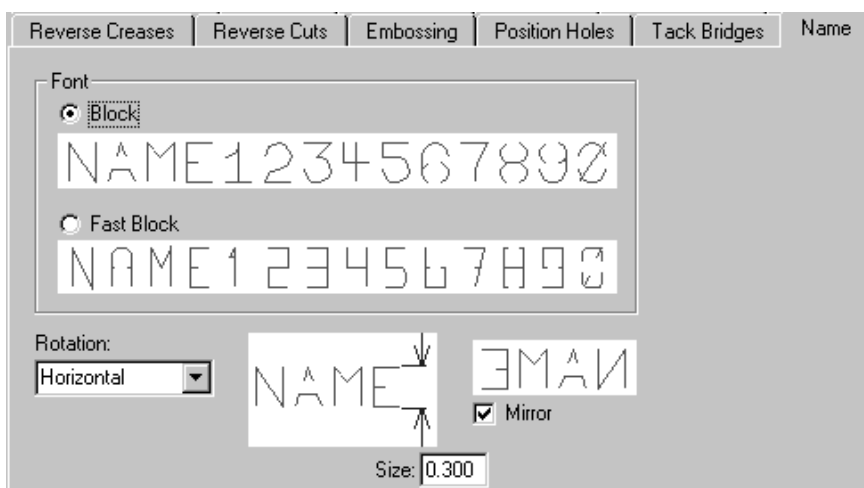 Reverse Creases Reverse Cuts Embossing Position Holes Tack Bridges Name
Font
Block
NAME1234567890
Fast Block
NAME1234567890
Rotation:
Horizontal
NAME
NAME
Mirror
Size: 0.300